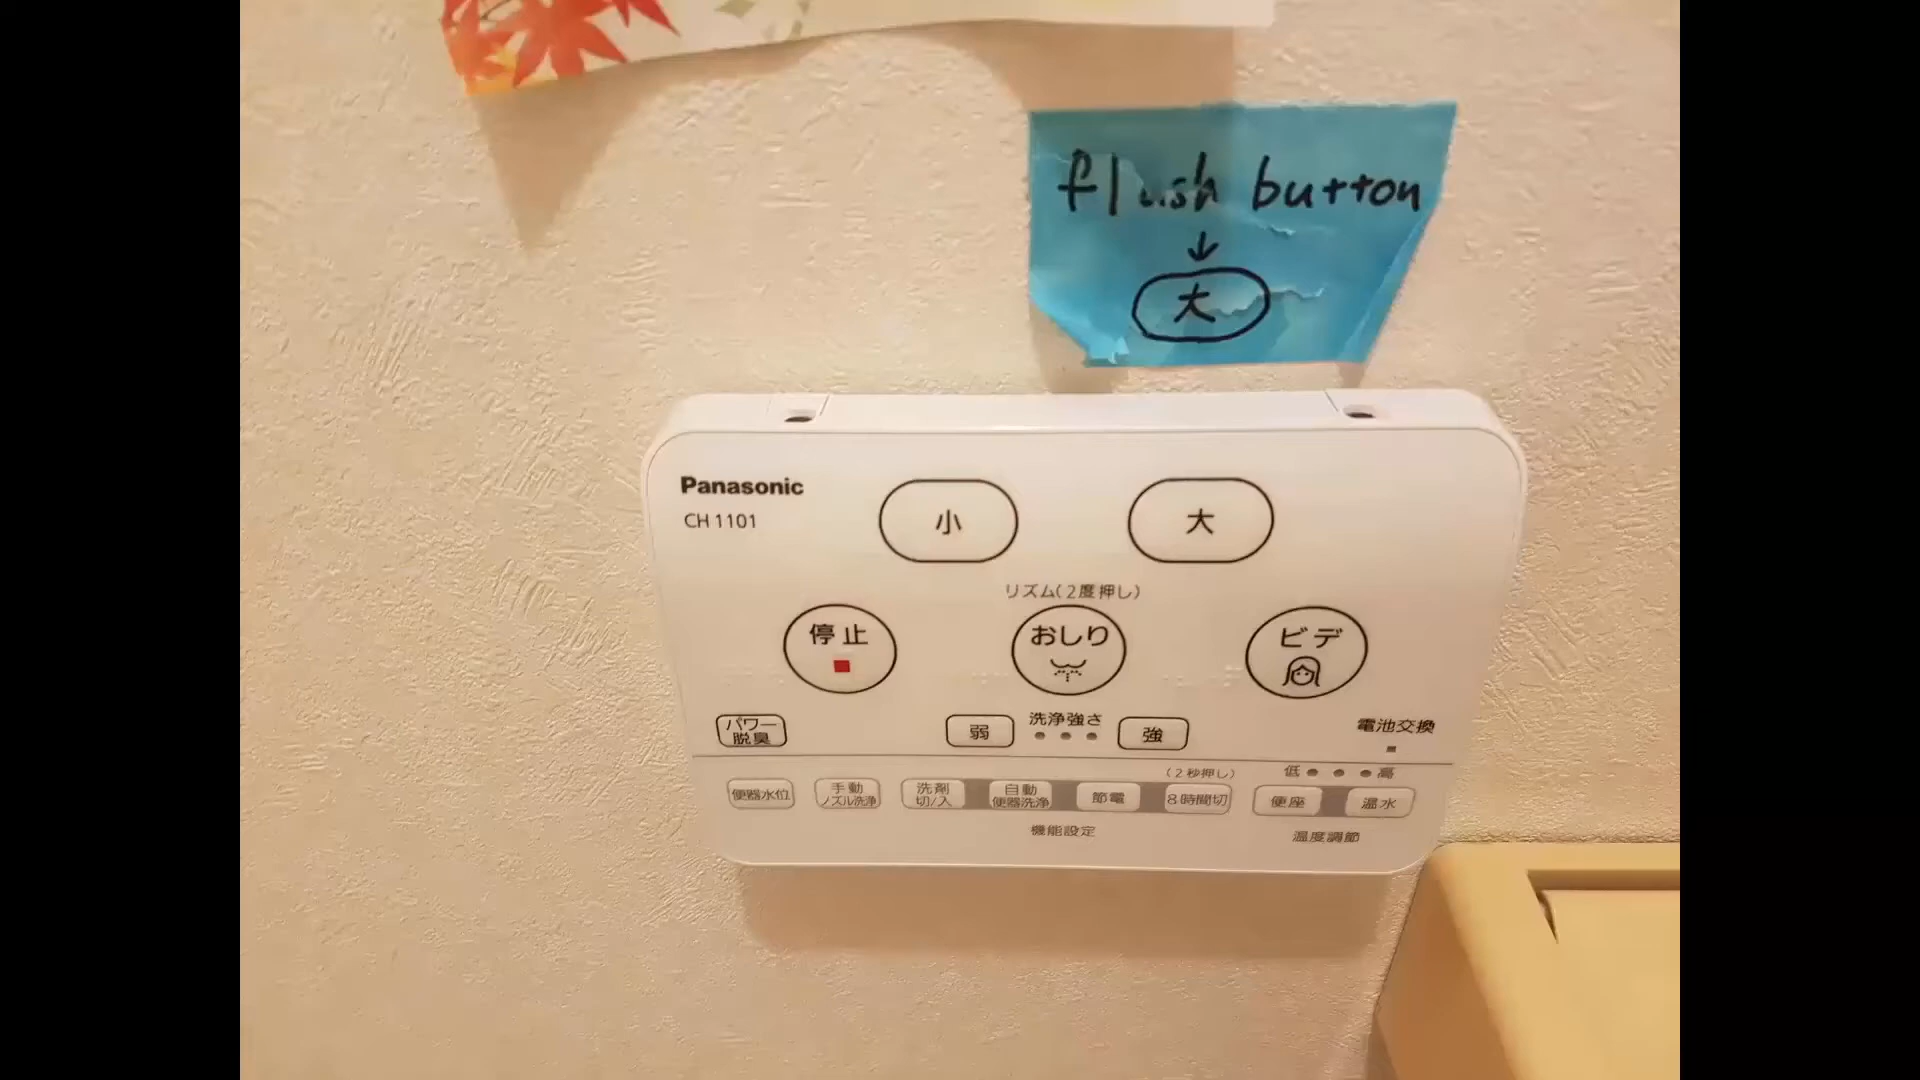 flush button
↓
大
Panasonic
CH 1101
小
大
リズム(2度押し)
停止
おしり
ビデ
パワー
脱臭
弱
洗浄強さ
強
電池交換
(2秒押し)
低
高
便器水位
手動
ノズル洗浄
洗剤
切/入
自動
便器洗浄
節電
8時間切
便座
温水
機能設定
温度調節